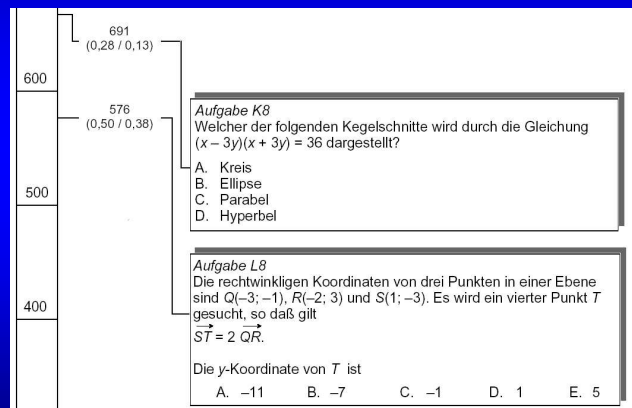 691
(0,28 / 0,13)
600
576
(0,50 / 0,38)
Aufgabe K8
Welcher der folgenden Kegelschnitte wird durch die Gleichung
(x – 3y)(x + 3y) = 36 dargestellt?
A. Kreis
B. Ellipse
C. Parabel
D. Hyperbel
500
Aufgabe L8
Die rechtwinkligen Koordinaten von drei Punkten in einer Ebene
sind Q(–3; –1), R(–2; 3) und S(1; –3). Es wird ein vierter Punkt T
gesucht, so daß gilt
ST = 2 QR.
Die y-Koordinate von T ist
A. –11 B. –7 C. –1 D. 1 E. 5
400